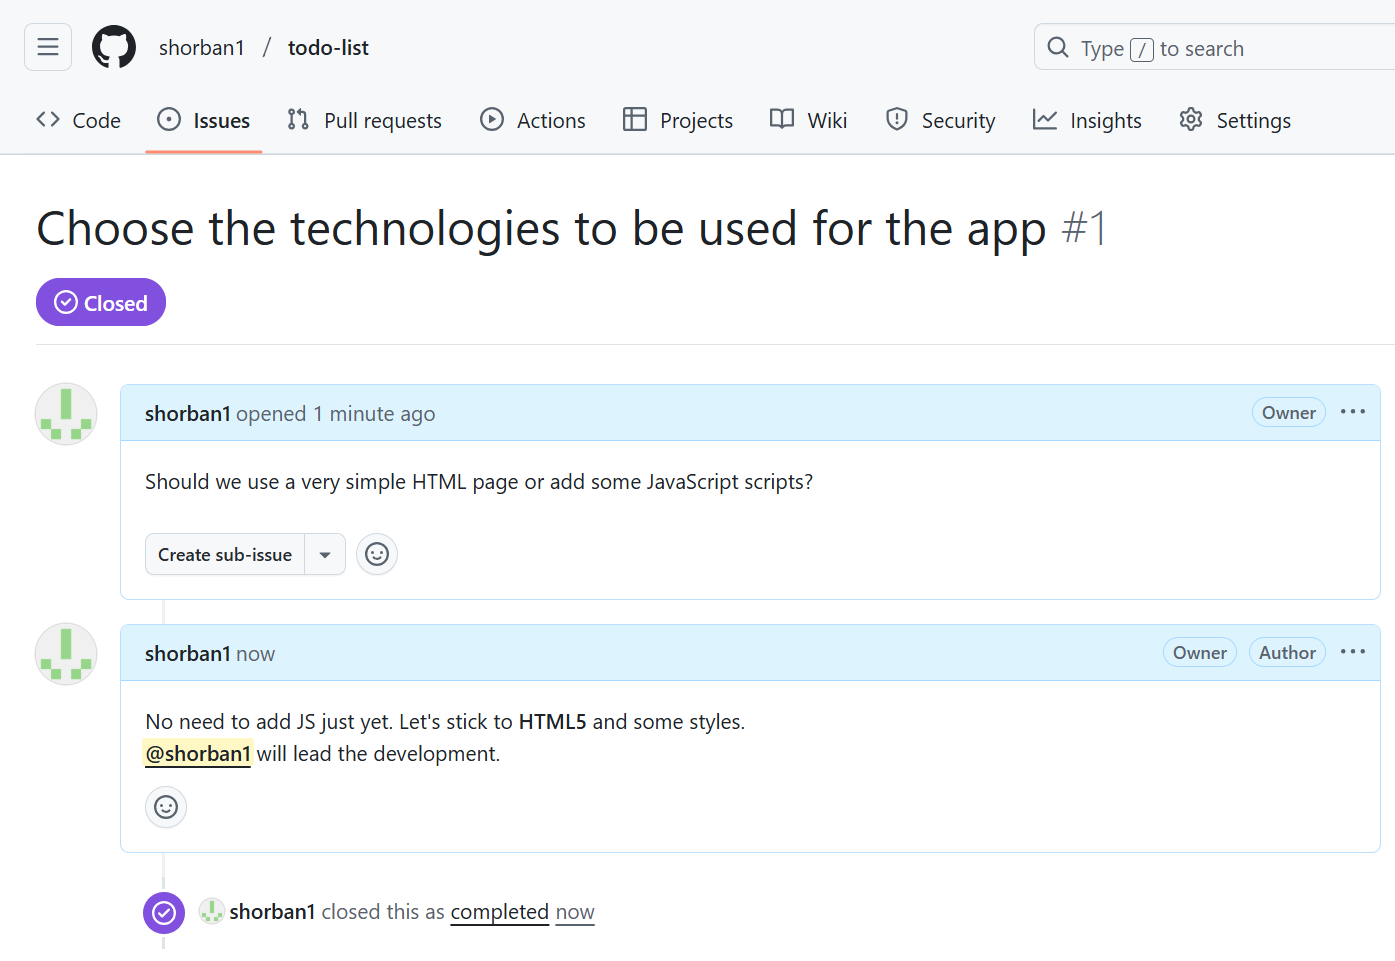 shorban1 / todo-list
Type / to search
Code Issues Pull requests Actions Projects Wiki Security Insights Settings
Choose the technologies to be used for the app #1
Closed
shorban1 opened 1 minute ago Owner
Should we use a very simple HTML page or add some JavaScript scripts?
Create sub-issue
shorban1 now Owner Author
No need to add JS just yet. Let's stick to HTML5 and some styles.
@shorban1 will lead the development.
shorban1 closed this as completed now